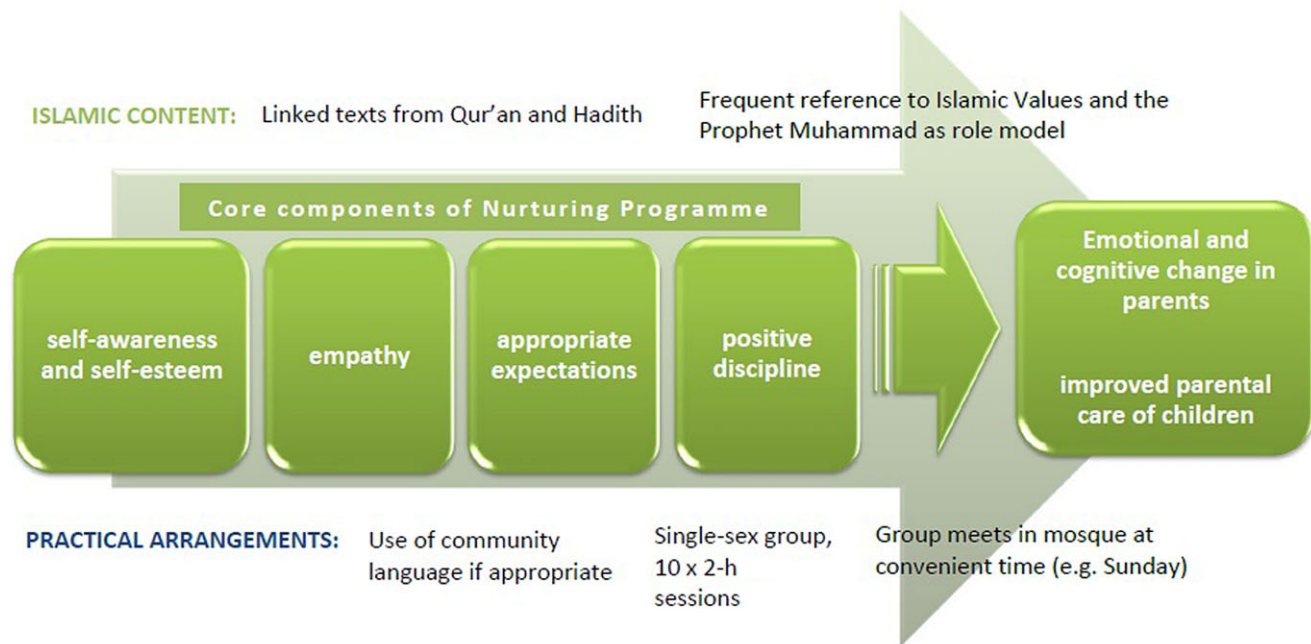 ISLAMIC CONTENT:
Linked texts from Qur’an and Hadith
Frequent reference to Islamic Values and the
Prophet Muhammad as role model
Core components of Nurturing Programme
self-awareness
and self-esteem
empathy
appropriate
expectations
positive
discipline
Emotional and
cognitive change in
parents
improved parental
care of children
PRACTICAL ARRANGEMENTS:
Use of community
language if appropriate
Single-sex group,
10 x 2-h
sessions
Group meets in mosque at
convenient time (e.g. Sunday)